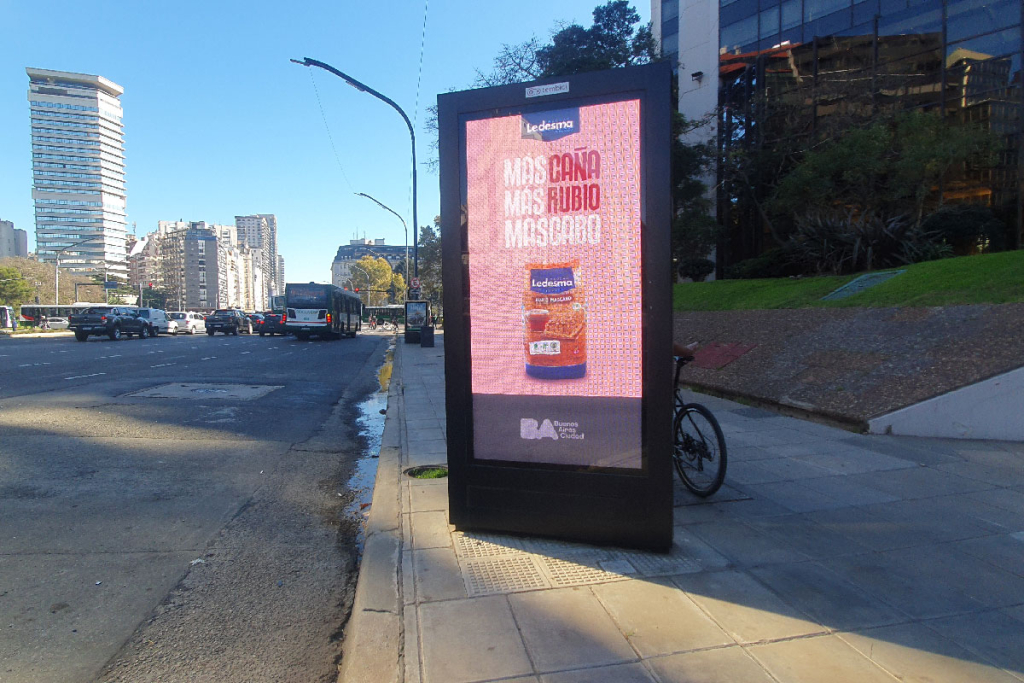 Ledesma
MÁS CAÑA
MÁS RUBIO
MASCABO
Ledesma
BA Buenos
Aires
Ciudad